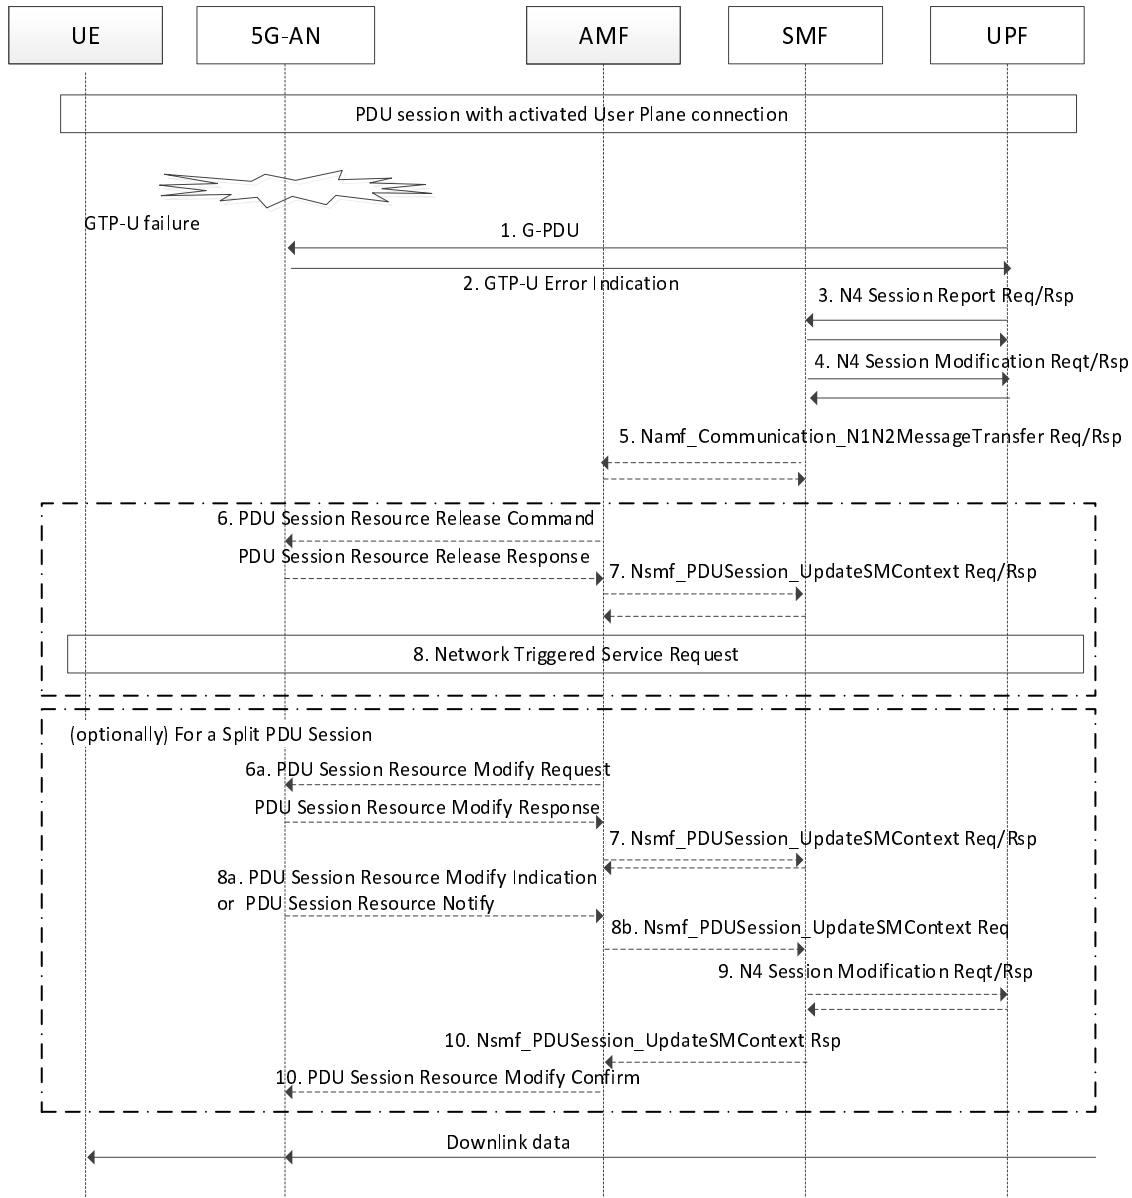 UE
5G-AN
AMF
SMF
UPF
PDU session with activated User Plane connection
GTP-U failure
1. G-PDU
2. GTP-U Error Indication
3. N4 Session Report Req/Rsp
4. N4 Session Modification Reqt/Rsp
5. Namf_Communication_N1N2MessageTransfer Req/Rsp
6. PDU Session Resource Release Command
PDU Session Resource Release Response
7. Nsmf_PDUSession_UpdateSMContext Req/Rsp
8. Network Triggered Service Request
(optionally) For a Split PDU Session
6a. PDU Session Resource Modify Request
PDU Session Resource Modify Response
7. Nsmf_PDUSession_UpdateSMContext Req/Rsp
8a. PDU Session Resource Modify Indication
or PDU Session Resource Notify
8b. Nsmf_PDUSession_UpdateSMContext Req
9. N4 Session Modification Reqt/Rsp
10. Nsmf_PDUSession_UpdateSMContext Rsp
10. PDU Session Resource Modify Confirm
Downlink data